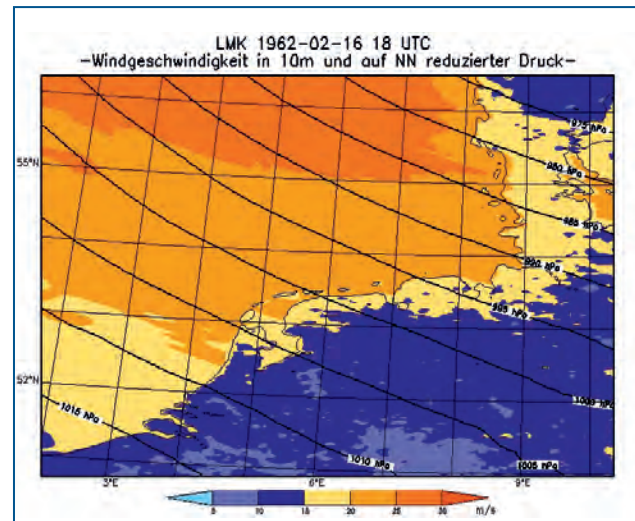 LMK 1962-02-16 18 UTC
-Windgeschwindigkeit in 10m und auf NN reduzierter Druck-
975 hPa
980 hPa
55°N
985 hPa
990 hPa
995 hPa
52°N
1000 hPa
1015 hPa
1010 hPa
1005 hPa
3°E 6°E 9°E
5 10 15 20 25 30 m/s